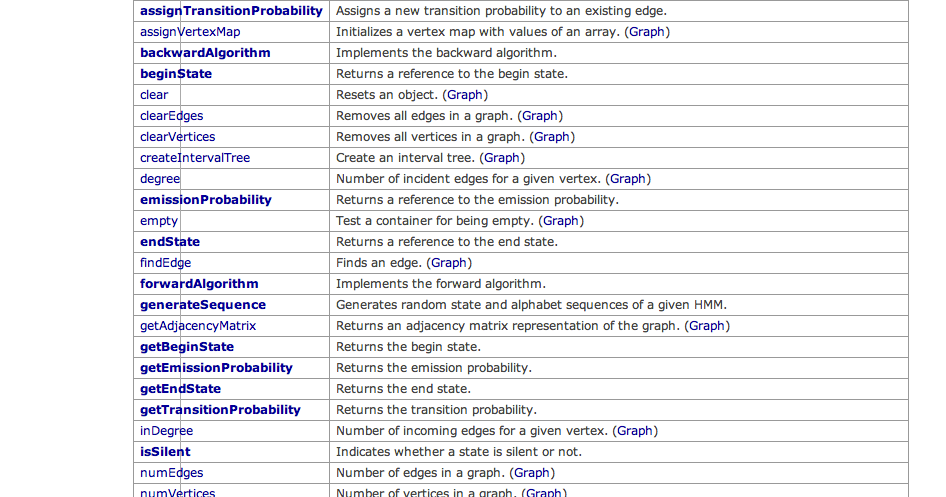 assignTransitionProbability Assigns a new transition probability to an existing edge.
assignVertexMap Initializes a vertex map with values of an array. (Graph)
backwardAlgorithm Implements the backward algorithm.
beginState Returns a reference to the begin state.
clear Resets an object. (Graph)
clearEdges Removes all edges in a graph. (Graph)
clearVertices Removes all vertices in a graph. (Graph)
createIntervalTree Create an interval tree. (Graph)
degree Number of incident edges for a given vertex. (Graph)
emissionProbability Returns a reference to the emission probability.
empty Test a container for being empty. (Graph)
endState Returns a reference to the end state.
findEdge Finds an edge. (Graph)
forwardAlgorithm Implements the forward algorithm.
generateSequence Generates random state and alphabet sequences of a given HMM.
getAdjacencyMatrix Returns an adjacency matrix representation of the graph. (Graph)
getBeginState Returns the begin state.
getEmissionProbability Returns the emission probability.
getEndState Returns the end state.
getTransitionProbability Returns the transition probability.
inDegree Number of incoming edges for a given vertex. (Graph)
isSilent Indicates whether a state is silent or not.
numEdges Number of edges in a graph. (Graph)
numVertices Number of vertices in a graph. (Graph)